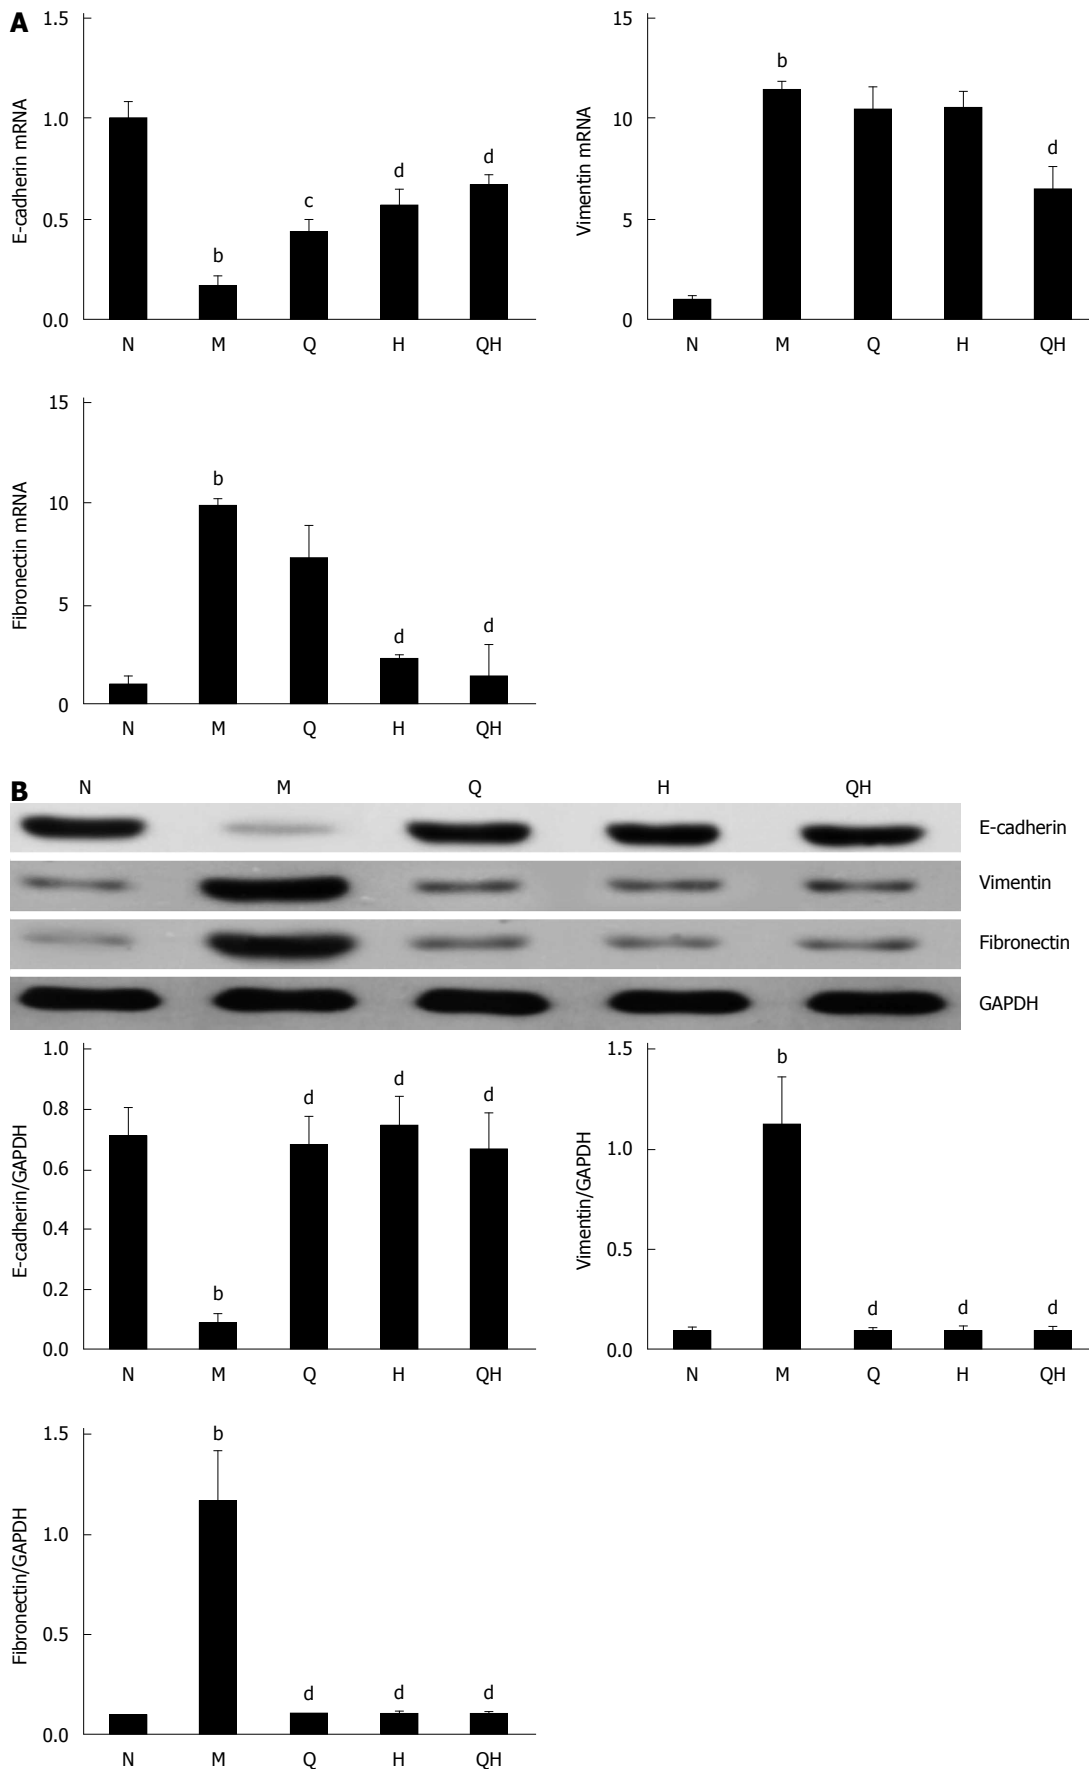 A
E-cadherin mRNA
1.5
1.0
0.5
0.0
b
c
d
d
N M Q H QH
Vimentin mRNA
15
10
5
0
b
d
N M Q H QH
Fibronectin mRNA
15
10
5
0
b
d
d
N M Q H QH
B
N M Q H QH
E-cadherin
Vimentin
Fibronectin
GAPDH
E-cadherin/GAPDH
1.0
0.8
0.6
0.4
0.2
0.0
b
d
d
d
N M Q H QH
Vimentin/GAPDH
1.5
1.0
0.5
0.0
b
d
d
d
N M Q H QH
Fibronectin/GAPDH
1.5
1.0
0.5
0.0
b
d
d
d
N M Q H QH